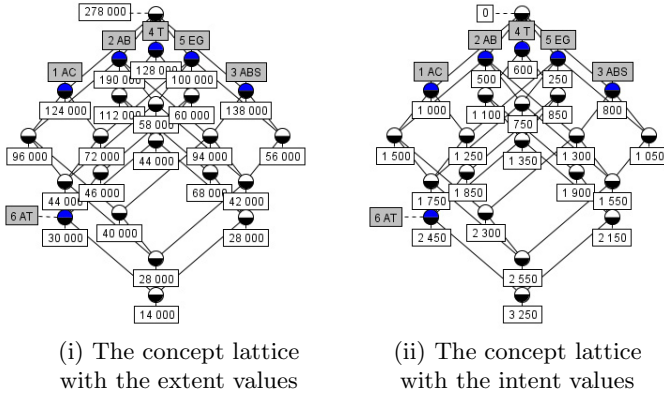 278 000
0
4 T
4 T
2 AB
5 EG
2 AB
5 EG
1 AC
190 000
128 000
100 000
3 ABS
1 AC
500
600
250
3 ABS
124 000
112 000
58 000
60 000
138 000
1 000
1 100
750
850
800
96 000
72 000
44 000
94 000
56 000
1 500
1 250
1 350
1 300
1 050
44 000
46 000
68 000
42 000
1 750
1 850
1 900
1 550
6 AT
30 000
40 000
28 000
6 AT
2 450
2 300
2 150
28 000
2 550
14 000
3 250
(i) The concept lattice
with the extent values
(ii) The concept lattice
with the intent values